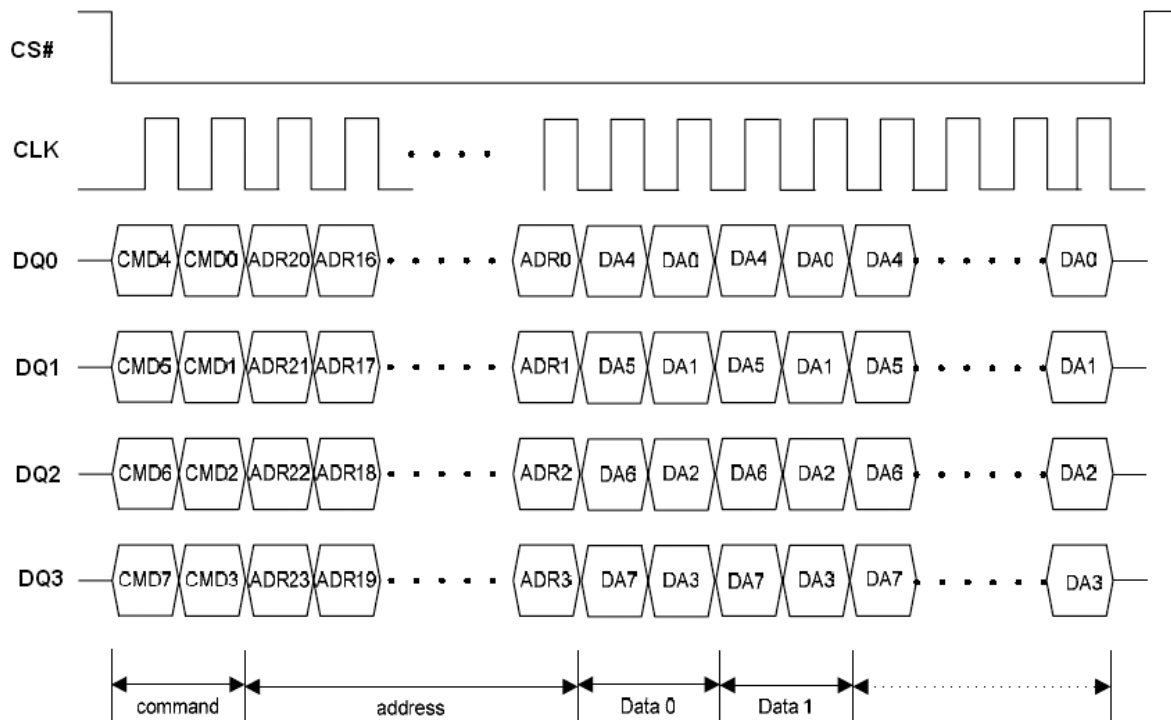 CS#
CLK
DQ0 CMD4 CMD0 ADR20 ADR16 ADR0 DA4 DA0 DA4 DA0 DA4 DA0
DQ1 CMD5 CMD1 ADR21 ADR17 ADR1 DA5 DA1 DA5 DA1 DA5 DA1
DQ2 CMD6 CMD2 ADR22 ADR18 ADR2 DA6 DA2 DA6 DA2 DA6 DA2
DQ3 CMD7 CMD3 ADR23 ADR19 ADR3 DA7 DA3 DA7 DA3 DA7 DA3
command address Data 0 Data 1